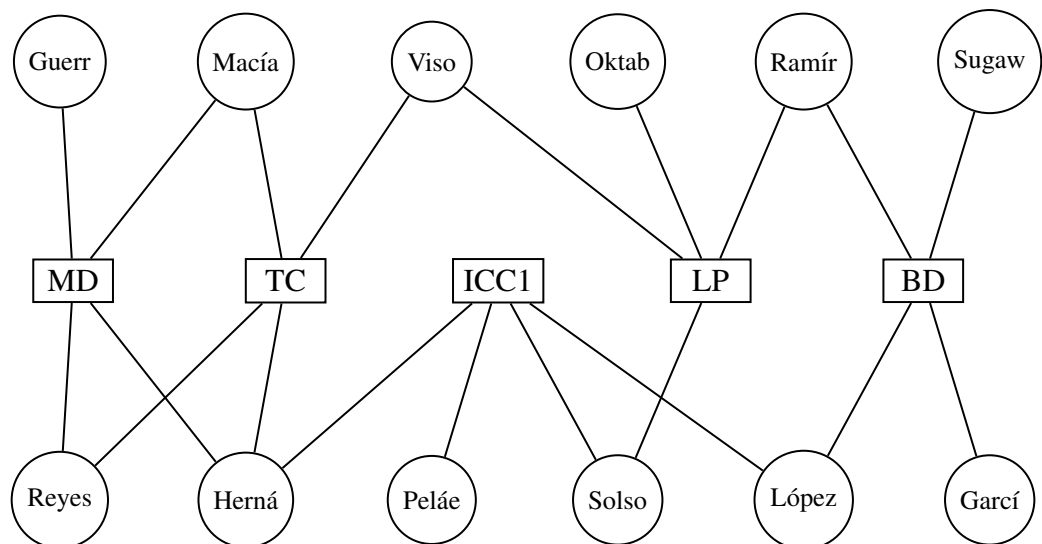 Guerr Macía Viso Oktab Ramír Sugaw
MD TC ICC1 LP BD
Reyes Herná Peláe Solso López Garcí